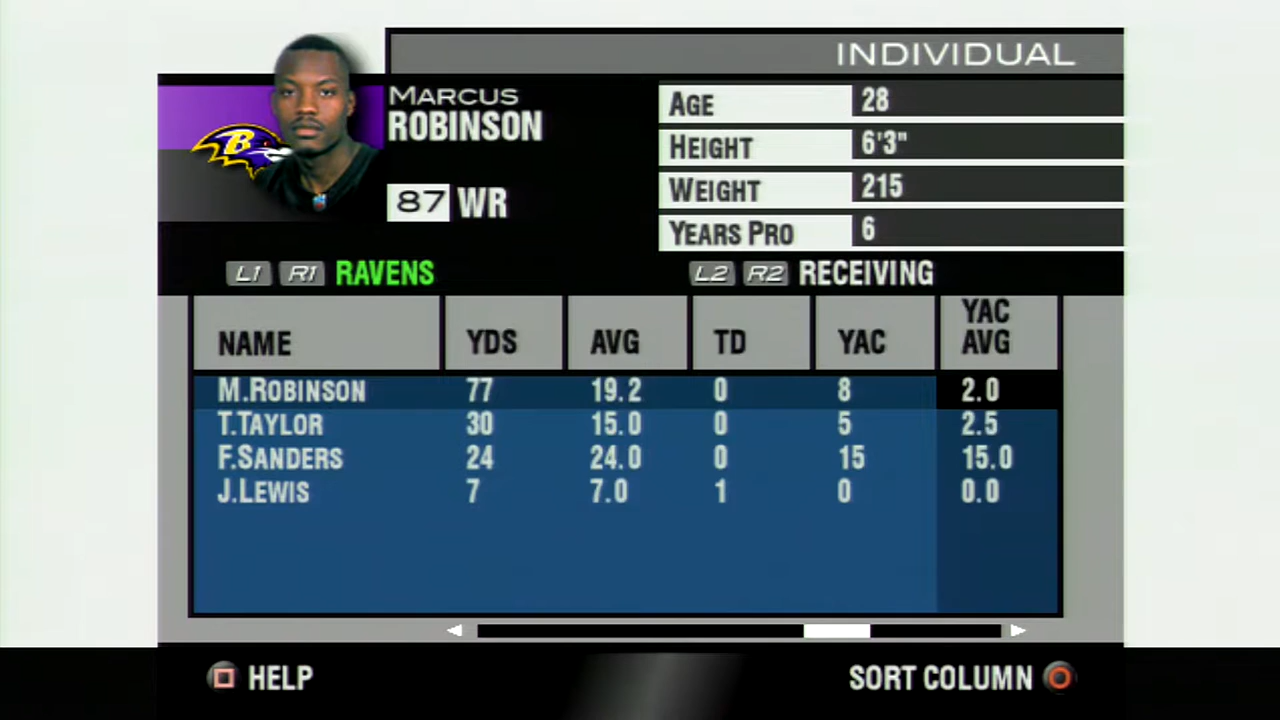 INDIVIDUAL
MARCUS
ROBINSON
87 WR
AGE 28
HEIGHT 6'3"
WEIGHT 215
YEARS PRO 6
B
L1 R1 RAVENS L2 R2 RECEIVING
NAME YDS AVG TD YAC YAC AVG
M.ROBINSON 77 19.2 0 8 2.0
T.TAYLOR 30 15.0 0 5 2.5
F.SANDERS 24 24.0 0 15 15.0
J.LEWIS 7 7.0 1 0 0.0
HELP SORT COLUMN